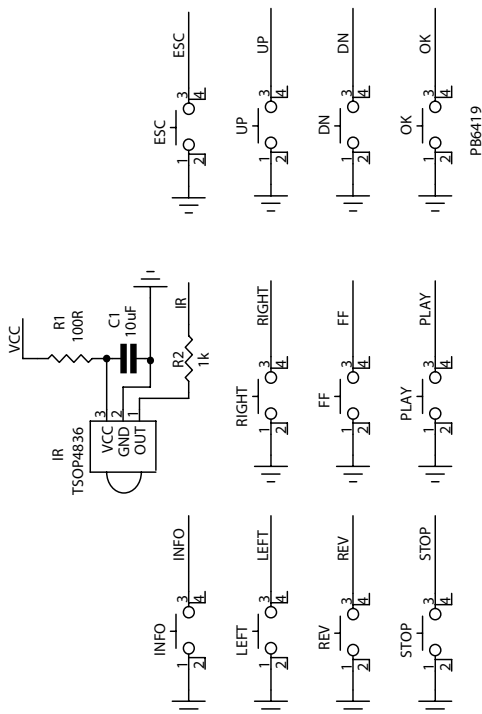 INFO
1
2
3
4
INFO
LEFT
1
2
3
4
LEFT
REV
1
2
3
4
REV
STOP
1
2
3
4
STOP
VCC
IR
TSOP4836
VCC
GND
OUT
3
2
1
R1
100R
C1
10uF
R2
1k
IR
RIGHT
1
2
3
4
RIGHT
FF
1
2
3
4
FF
PLAY
1
2
3
4
PLAY
ESC
1
2
3
4
ESC
UP
1
2
3
4
UP
DN
1
2
3
4
DN
OK
1
2
3
4
OK
PB6419